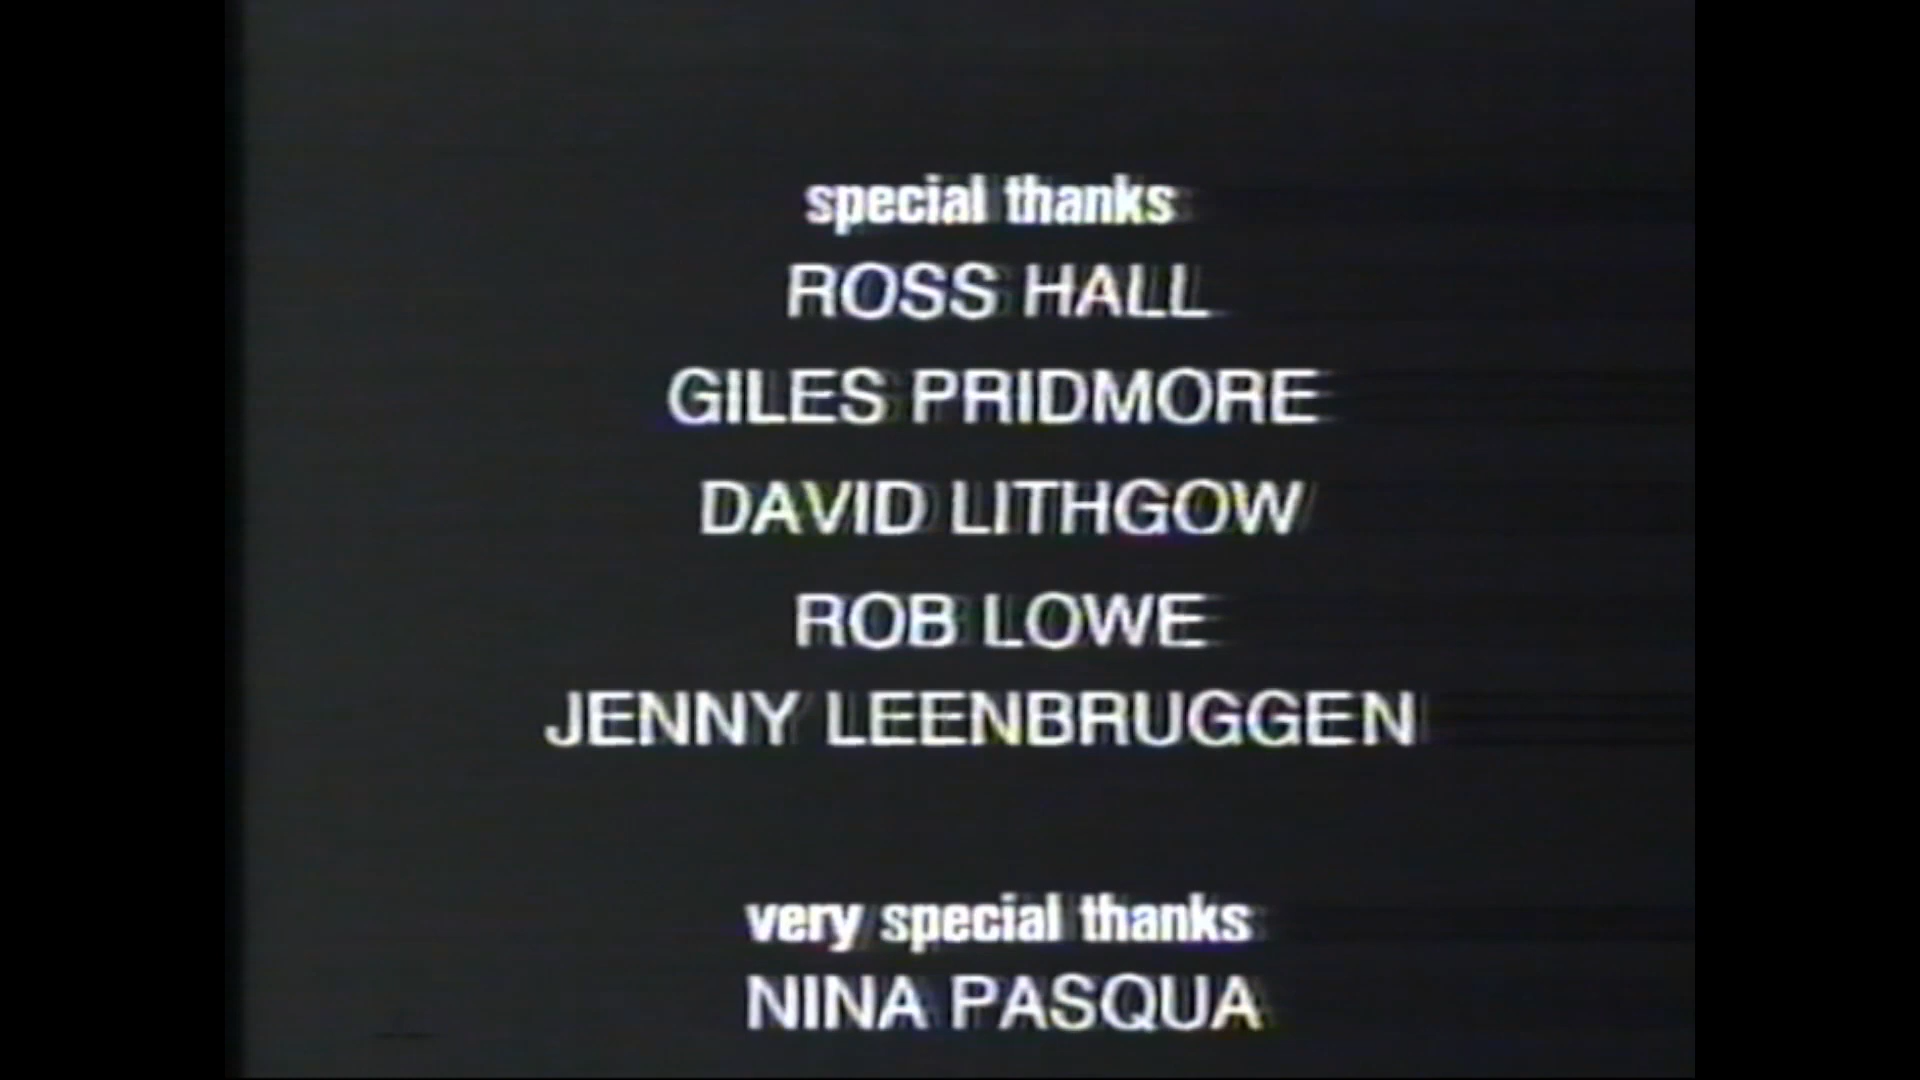 special thanks
ROSS HALL
GILES PRIDMORE
DAVID LITHGOW
ROB LOWE
JENNY LEENBRUGGEN
very special thanks
NINA PASQUA